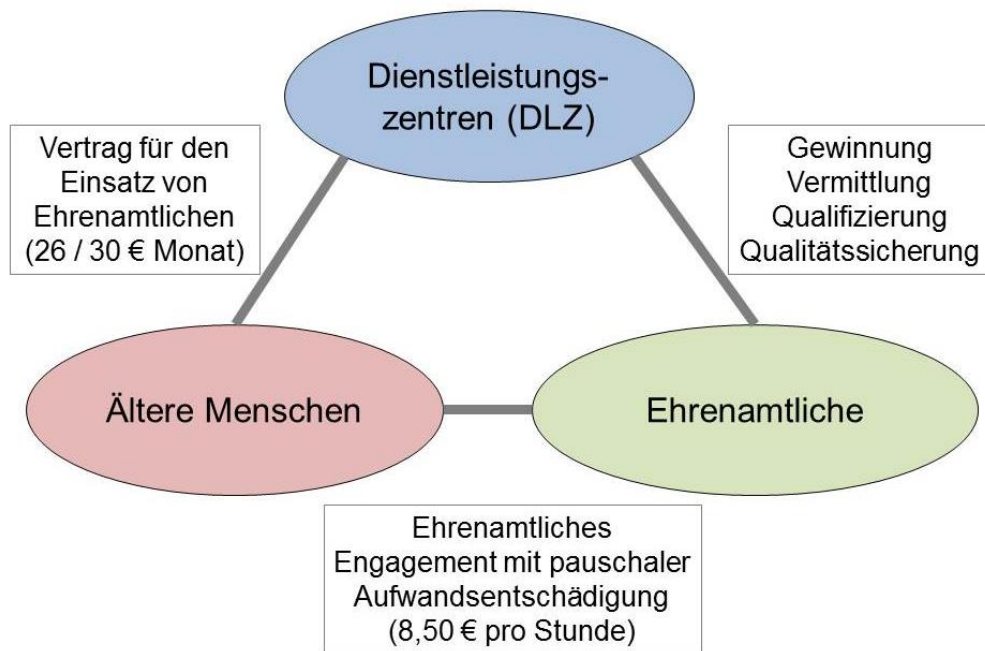 Dienstleistungs-
zentren (DLZ)
Vertrag für den
Einsatz von
Ehrenamtlichen
(26 / 30 € Monat)
Gewinnung
Vermittlung
Qualifizierung
Qualitätssicherung
Ältere Menschen
Ehrenamtliche
Ehrenamtliches
Engagement mit pauschaler
Aufwandsentschädigung
(8,50 € pro Stunde)